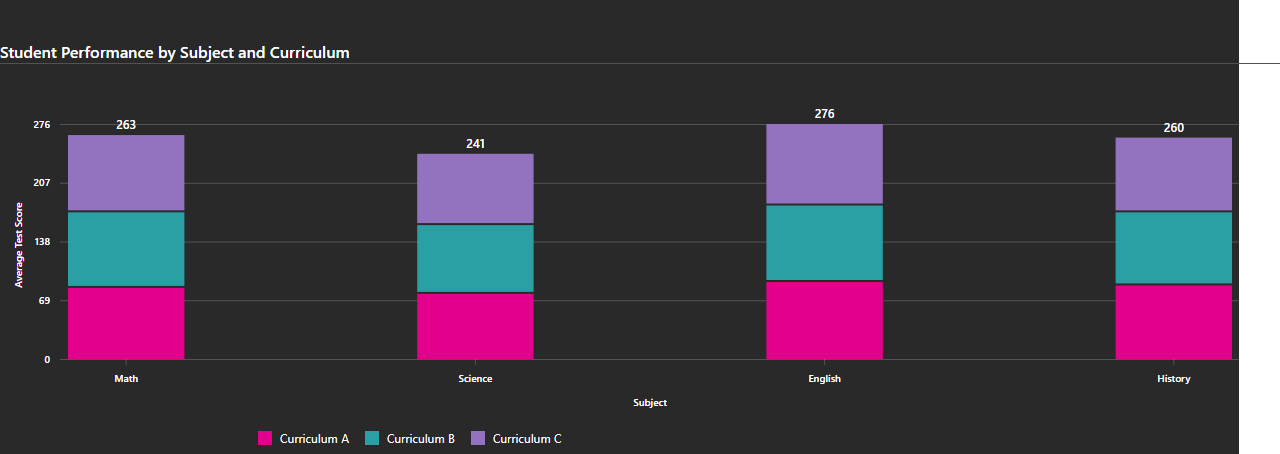 Student Performance by Subject and Curriculum
276
207
138
69
0
Average Test Score
263
241
276
260
Math
Science
English
History
Subject
Curriculum A
Curriculum B
Curriculum C